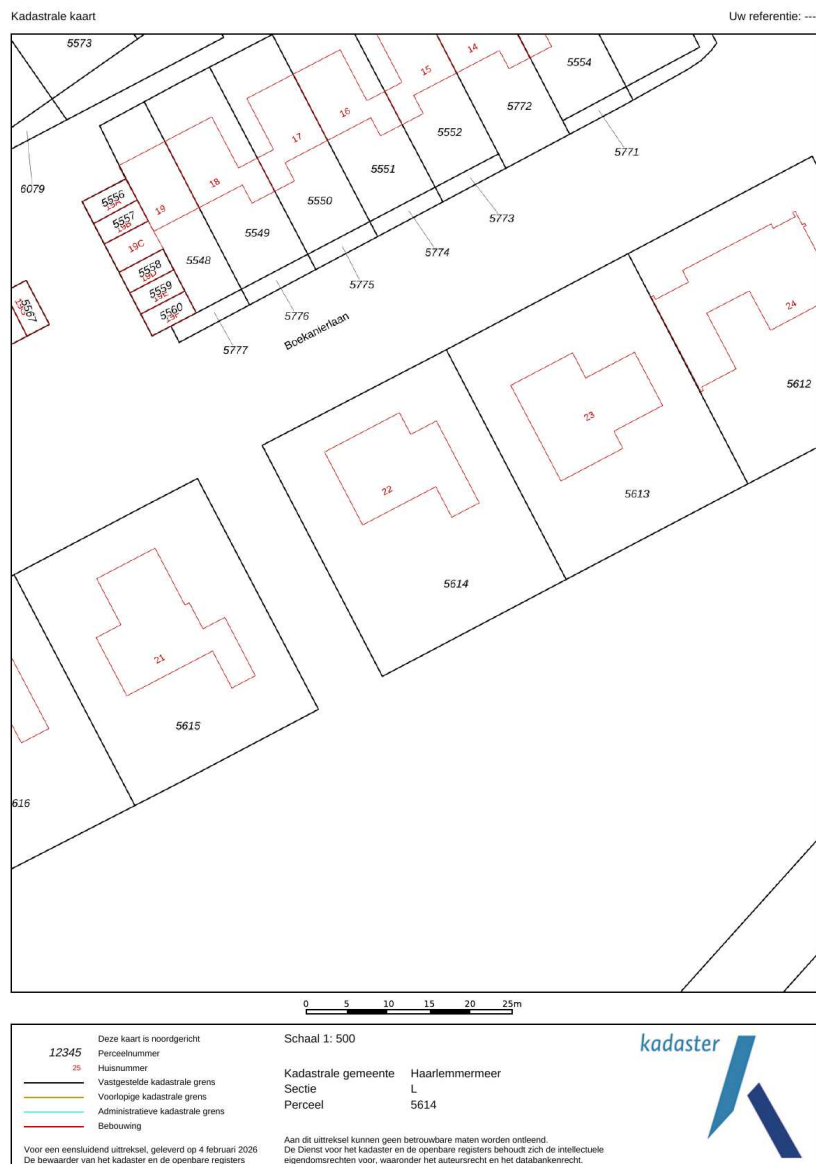 Kadastrale kaart
Uw referentie: ---
5573
14
15
5554
16
5772
17
5552
5771
18
5551
6079
5556
19A
19
5550
5773
5557
19B
5549
5774
19C
5548
5558
19D
5775
5559
19E
5567
5560
19F
5776
24
Boekanierlaan
5777
5612
23
22
5613
5614
21
5615
616
0 5 10 15 20 25m
Deze kaart is noordgericht
12345 Perceelnummer
25 Huisnummer
Vastgestelde kadastrale grens
Voorlopige kadastrale grens
Administratieve kadastrale grens
Bebouwing
Voor een eensluidend uittreksel, geleverd op 4 februari 2026
De bewaarder van het kadaster en de openbare registers
Schaal 1: 500
Kadastrale gemeente Haarlemmermeer
Sectie L
Perceel 5614
Aan dit uittreksel kunnen geen betrouwbare maten worden ontleend.
De Dienst voor het kadaster en de openbare registers behoudt zich de intellectuele
eigendomsrechten voor, waaronder het auteursrecht en het databankenrecht.
kadaster